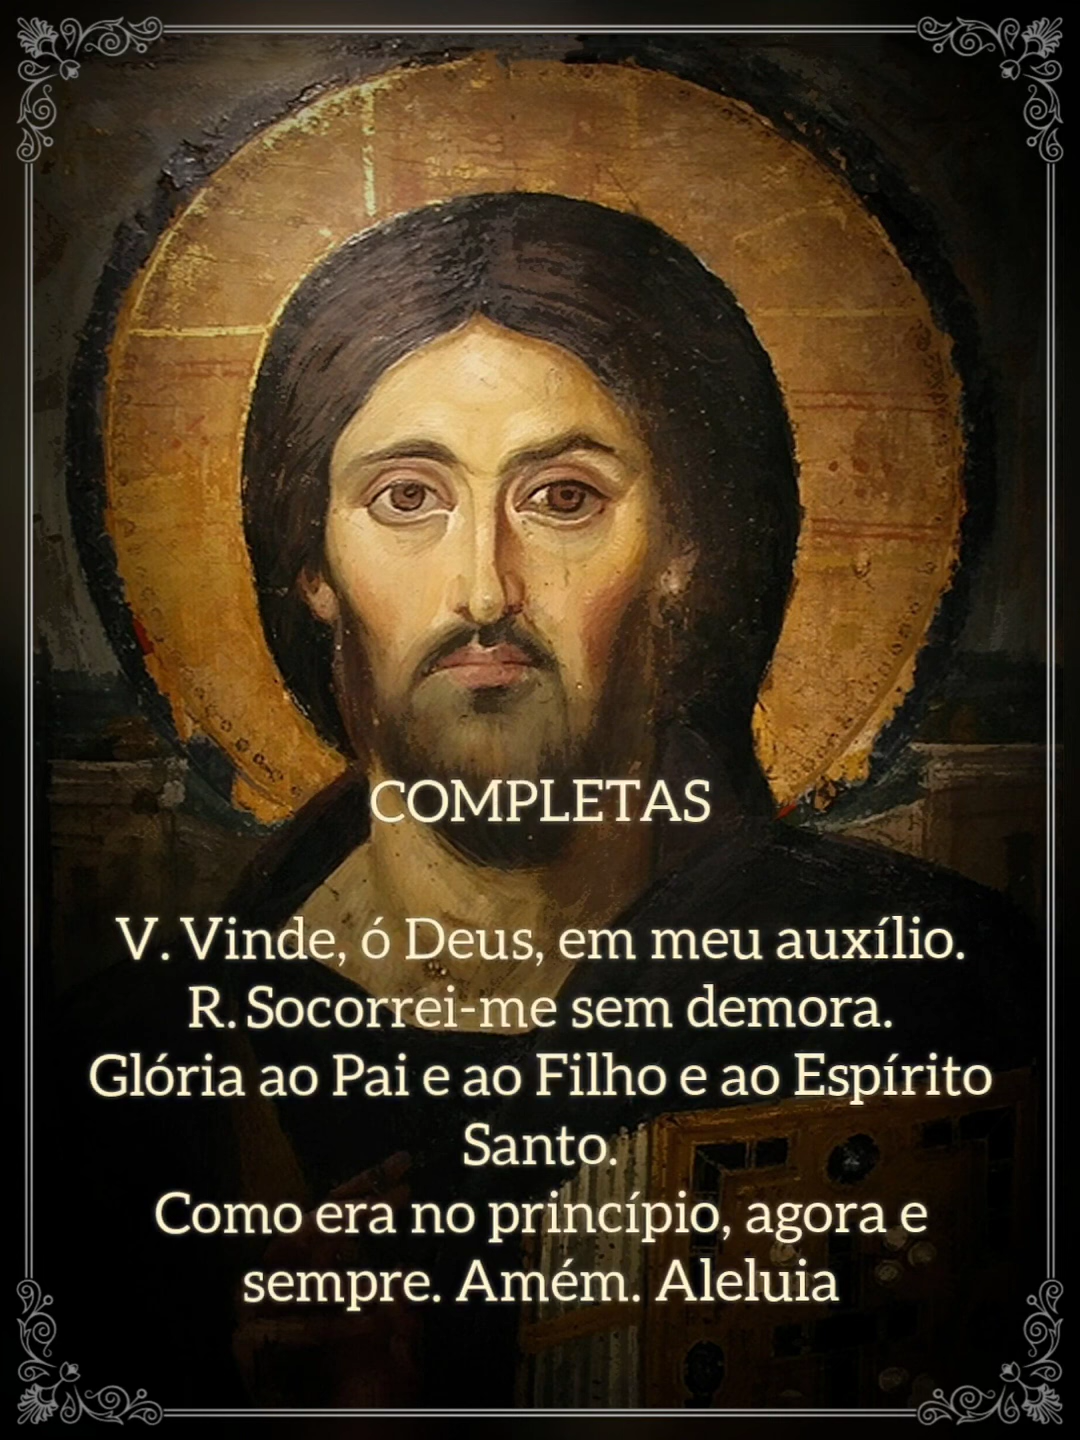 COMPLETAS
V. Vinde, ó Deus, em meu auxílio.
R. Socorrei-me sem demora.
Glória ao Pai e ao Filho e ao Espírito
Santo.
Como era no princípio, agora e
sempre. Amém. Aleluia